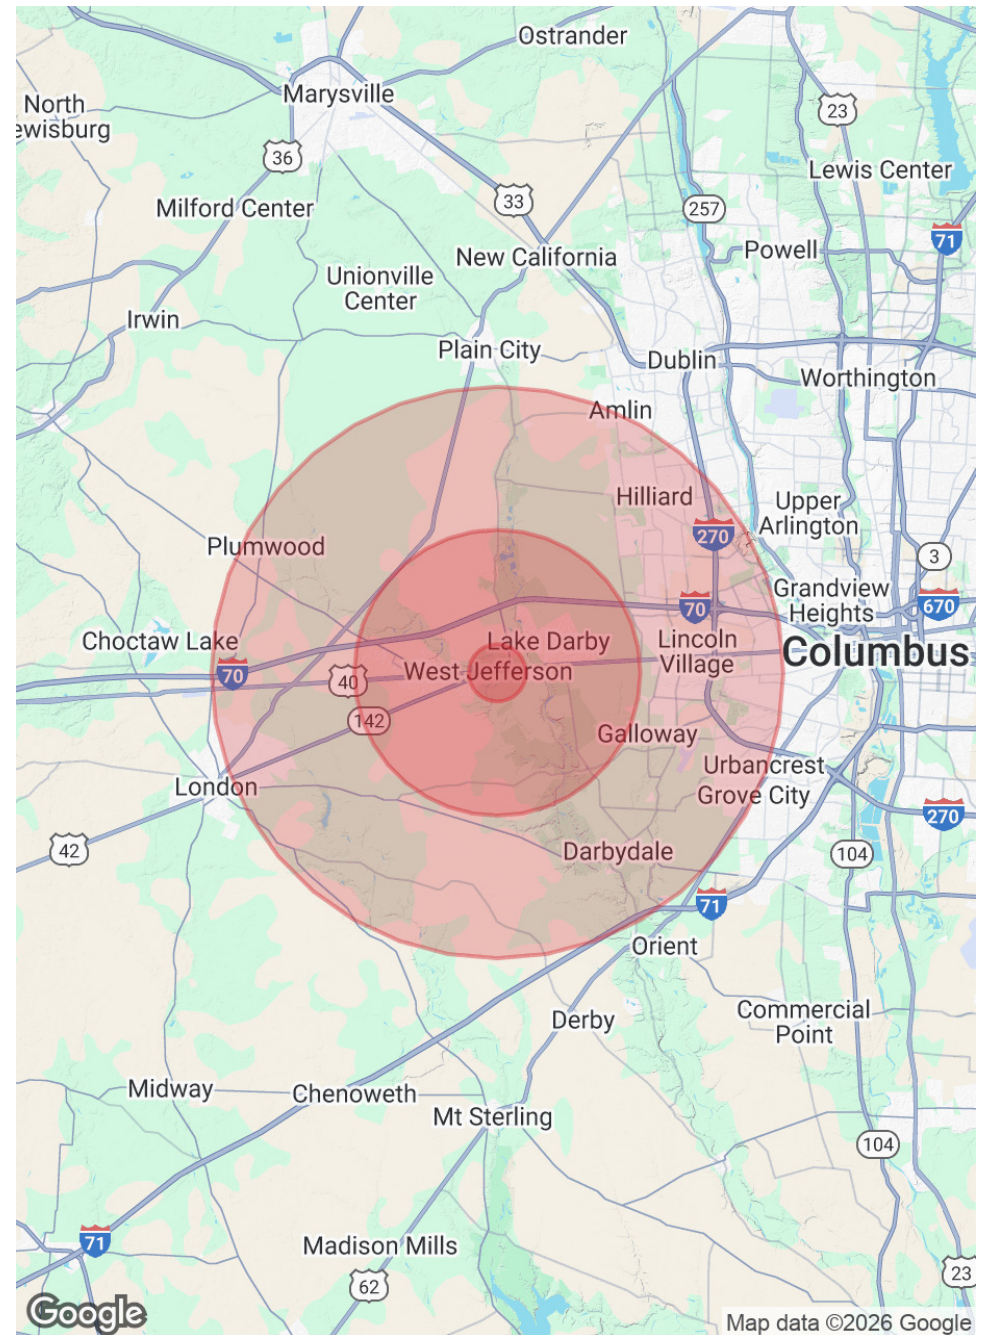 Ostrander
Marysville
North
ewisburg
23
36
Lewis Center
33
257
Milford Center
71
Powell
New California
Unionville
Center
Irwin
Plain City
Dublin
Worthington
Amlin
Hilliard
Upper
Arlington
270
Plumwood
3
Grandview
Heights
70
670
Choctaw Lake
Lake Darby
Lincoln
Village
Columbus
70
West Jefferson
40
142
Galloway
Urbancrest
London
Grove City
270
42
Darbydale
104
71
Orient
Commercial
Point
Derby
Midway
Chenoweth
Mt Sterling
104
71
Madison Mills
62
23
Google
Map data ©2026 Google